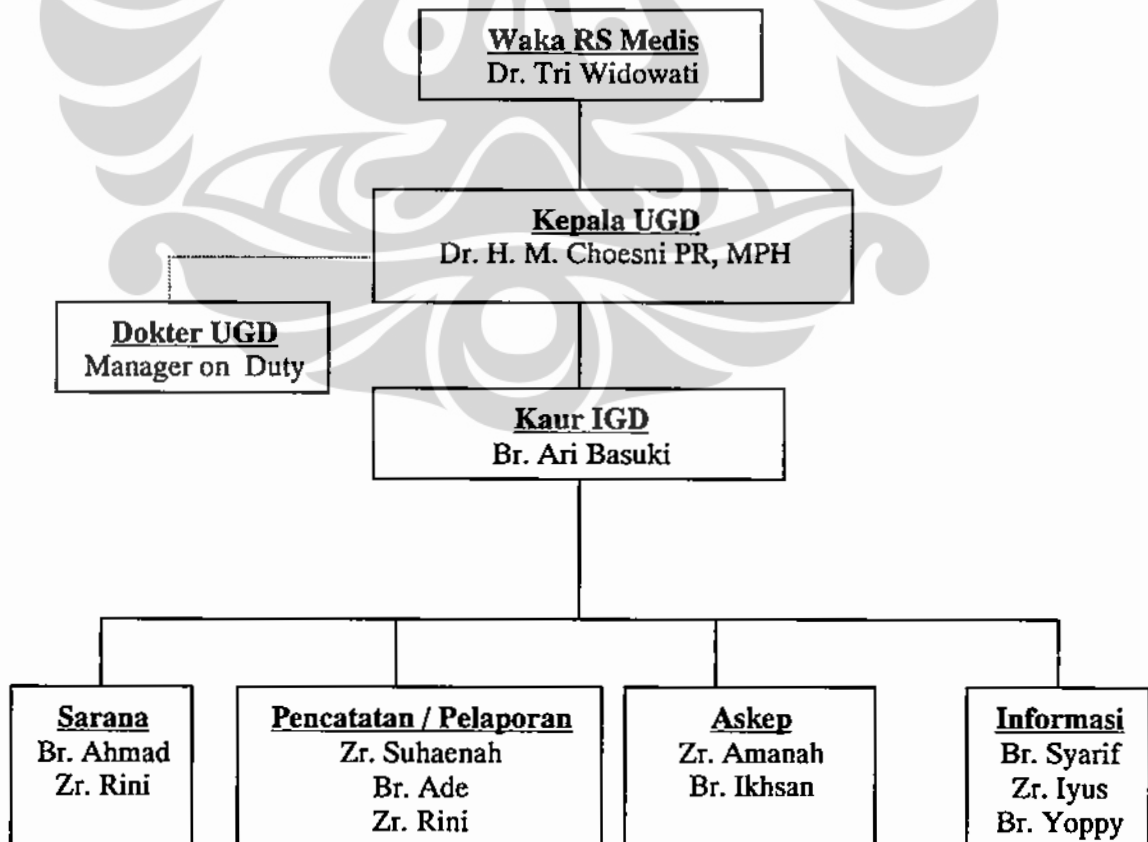 Waka RS Medis
Dr. Tri Widowati
Kepala UGD
Dr. H. M. Choesni PR, MPH
Dokter UGD
Manager on Duty
Kaur IGD
Br. Ari Basuki
Sarana
Br. Ahmad
Zr. Rini
Pencatatan / Pelaporan
Zr. Suhaenah
Br. Ade
Zr. Rini
Askep
Zr. Amanah
Br. Ikhsan
Informasi
Br. Syarif
Zr. Iyus
Br. Yoppy